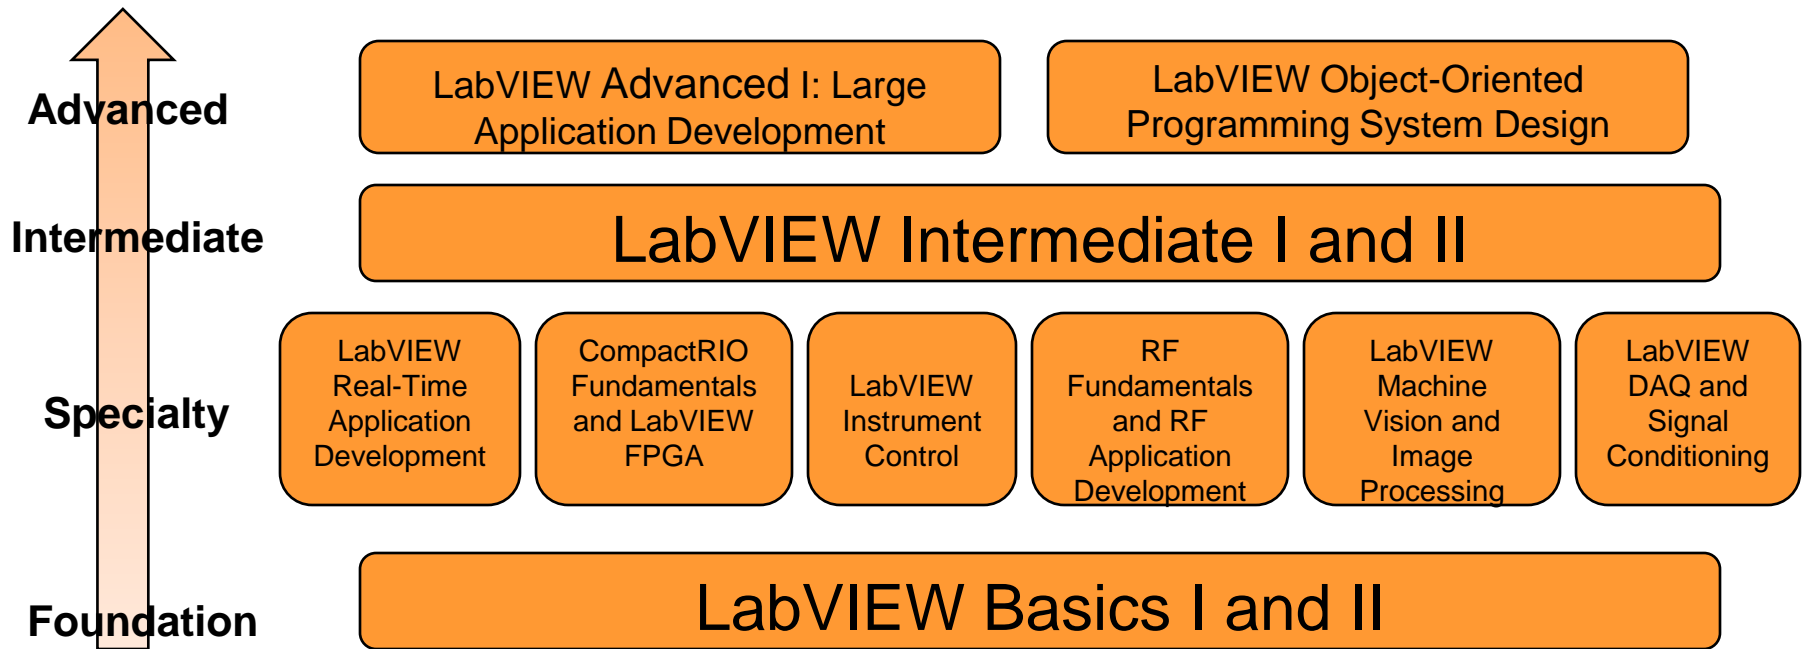 Advanced
LabVIEW Advanced I: Large
Application Development
LabVIEW Object-Oriented
Programming System Design
Intermediate
LabVIEW Intermediate I and II
Specialty
LabVIEW
Real-Time
Application
Development
CompactRIO
Fundamentals
and LabVIEW
FPGA
LabVIEW
Instrument
Control
RF
Fundamentals
and RF
Application
Development
LabVIEW
Machine
Vision and
Image
Processing
LabVIEW
DAQ and
Signal
Conditioning
Foundation
LabVIEW Basics I and II